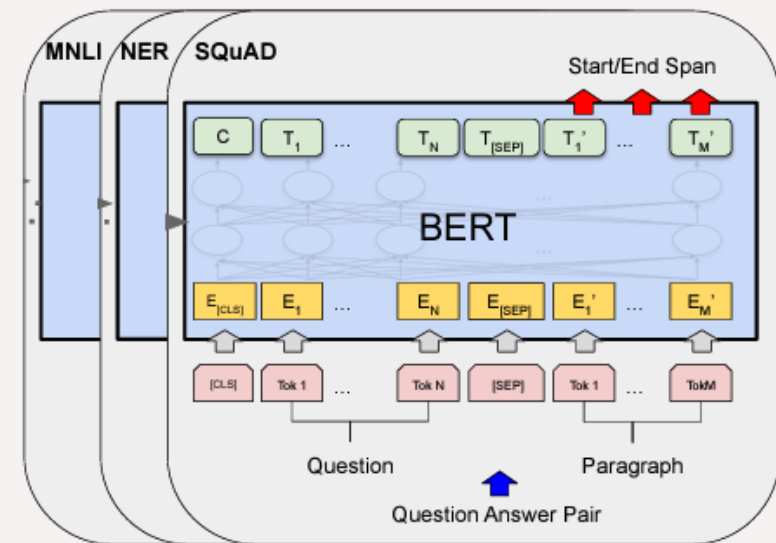 MNLI NER SQuAD
Start/End Span
C T1 ... TN T[SEP] T1' ... TM'
...
BERT
...
E[CLS] E1 ... EN E[SEP] E1' ... EM'
[CLS] Tok 1 ... Tok N [SEP] Tok 1 ... TokM
Question Paragraph
Question Answer Pair